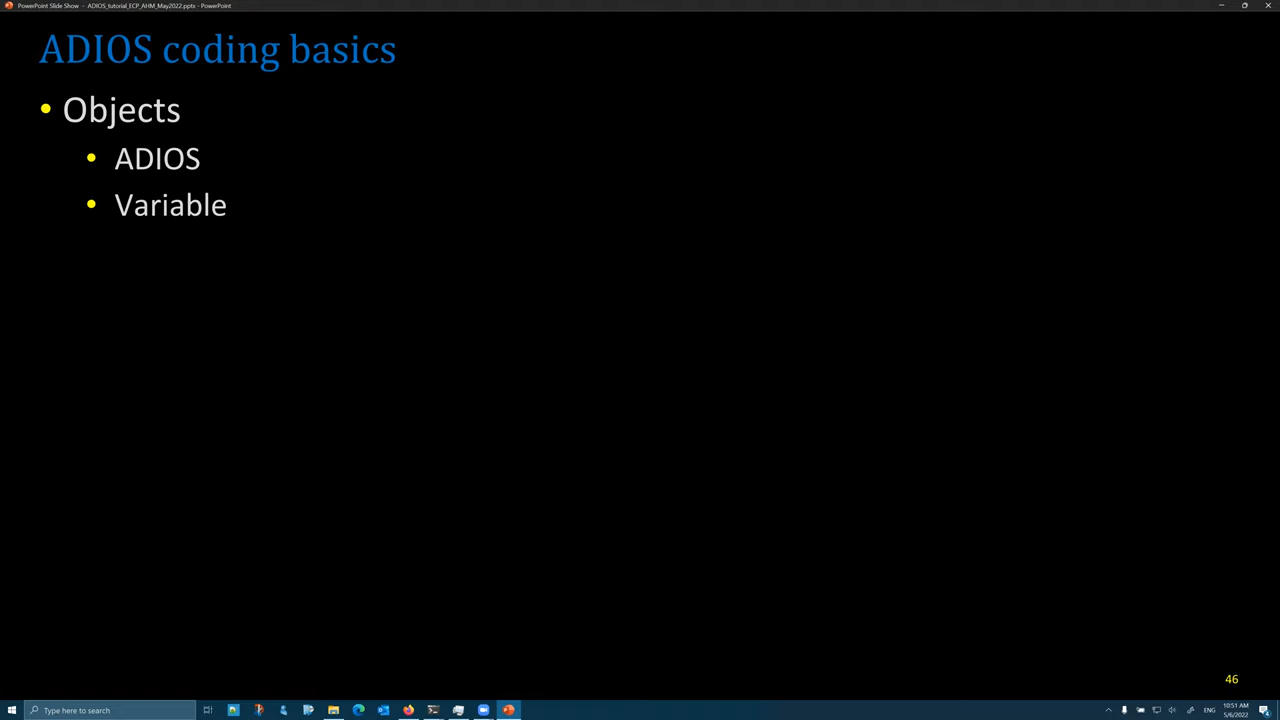 PowerPoint Slide Show - ADIOS_tutorial_ECP_AHM_May2022.pptx - PowerPoint
ADIOS coding basics
• Objects
• ADIOS
• Variable
46
Type here to search
ENG
10:51 AM
5/6/2022